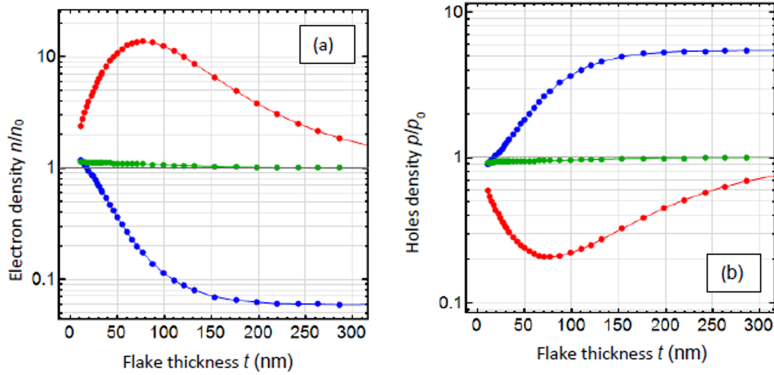 (a)
Electron density n/n₀
10
1
0.1
0 50 100 150 200 250 300
Flake thickness t (nm)
(b)
Holes density p/p₀
10
1
0.1
0 50 100 150 200 250 300
Flake thickness t (nm)